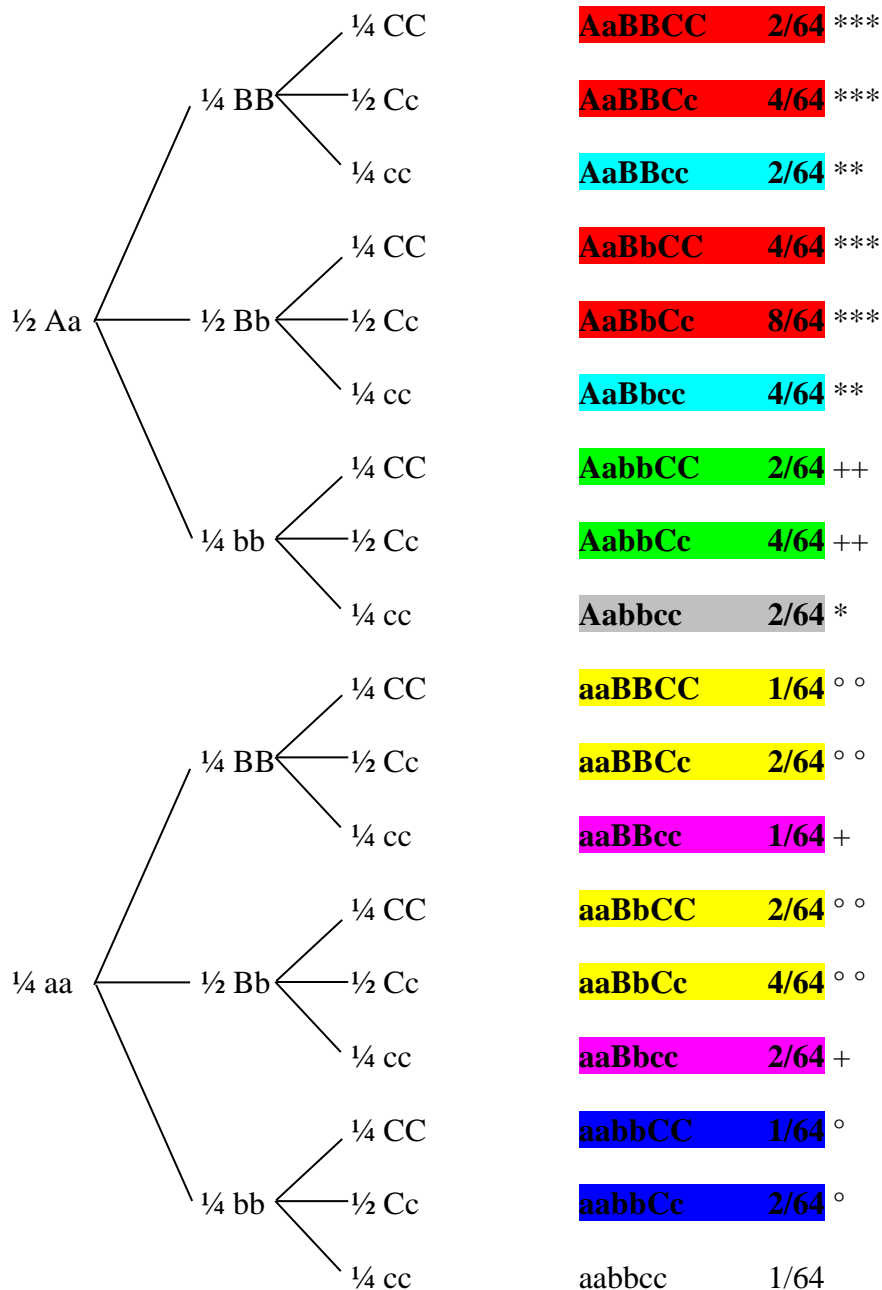 ¼ CC AaBBCC 2/64 ***
¼ BB ½ Cc AaBBCc 4/64 ***
¼ cc AaBBcc 2/64 **
¼ CC AaBbCC 4/64 ***
½ Aa ½ Bb ½ Cc AaBbCc 8/64 ***
¼ cc AaBbcc 4/64 **
¼ CC AabbCC 2/64 ++
¼ bb ½ Cc AabbCc 4/64 ++
¼ cc Aabbcc 2/64 *
¼ CC aaBBCC 1/64 ° °
¼ BB ½ Cc aaBBCc 2/64 ° °
¼ cc aaBBcc 1/64 +
¼ CC aaBbCC 2/64 ° °
¼ aa ½ Bb ½ Cc aaBbCc 4/64 ° °
¼ cc aaBbcc 2/64 +
¼ CC aabbCC 1/64 °
¼ bb ½ Cc aabbCc 2/64 °
¼ cc aabbcc 1/64